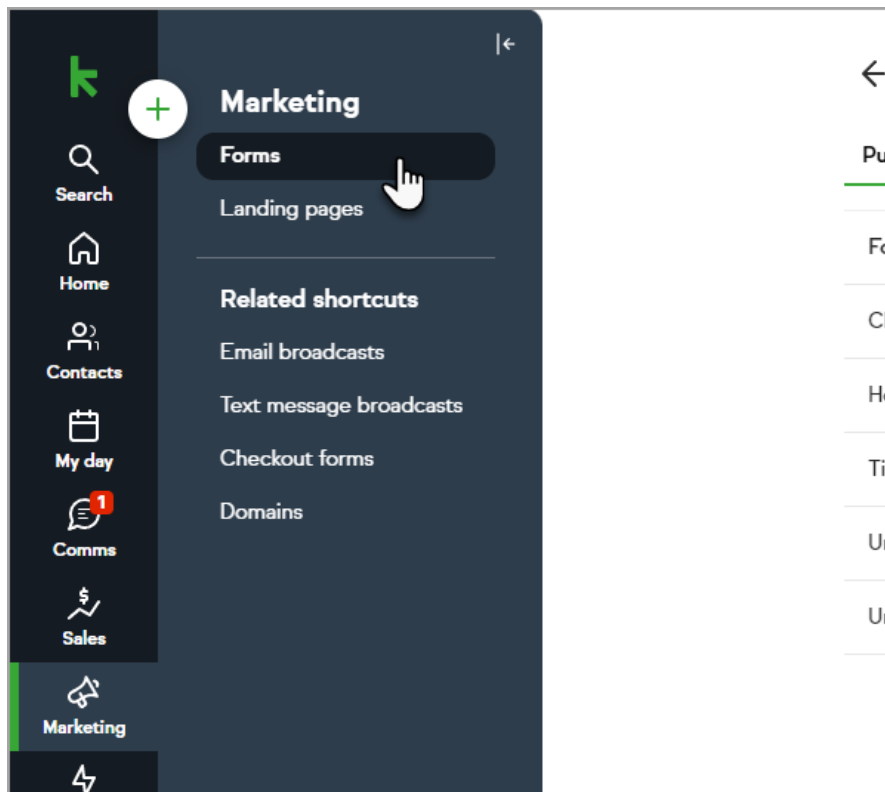 Search
Home
Contacts
My day
1
Comms
Sales
Marketing
Marketing
Forms
Landing pages
Related shortcuts
Email broadcasts
Text message broadcasts
Checkout forms
Domains